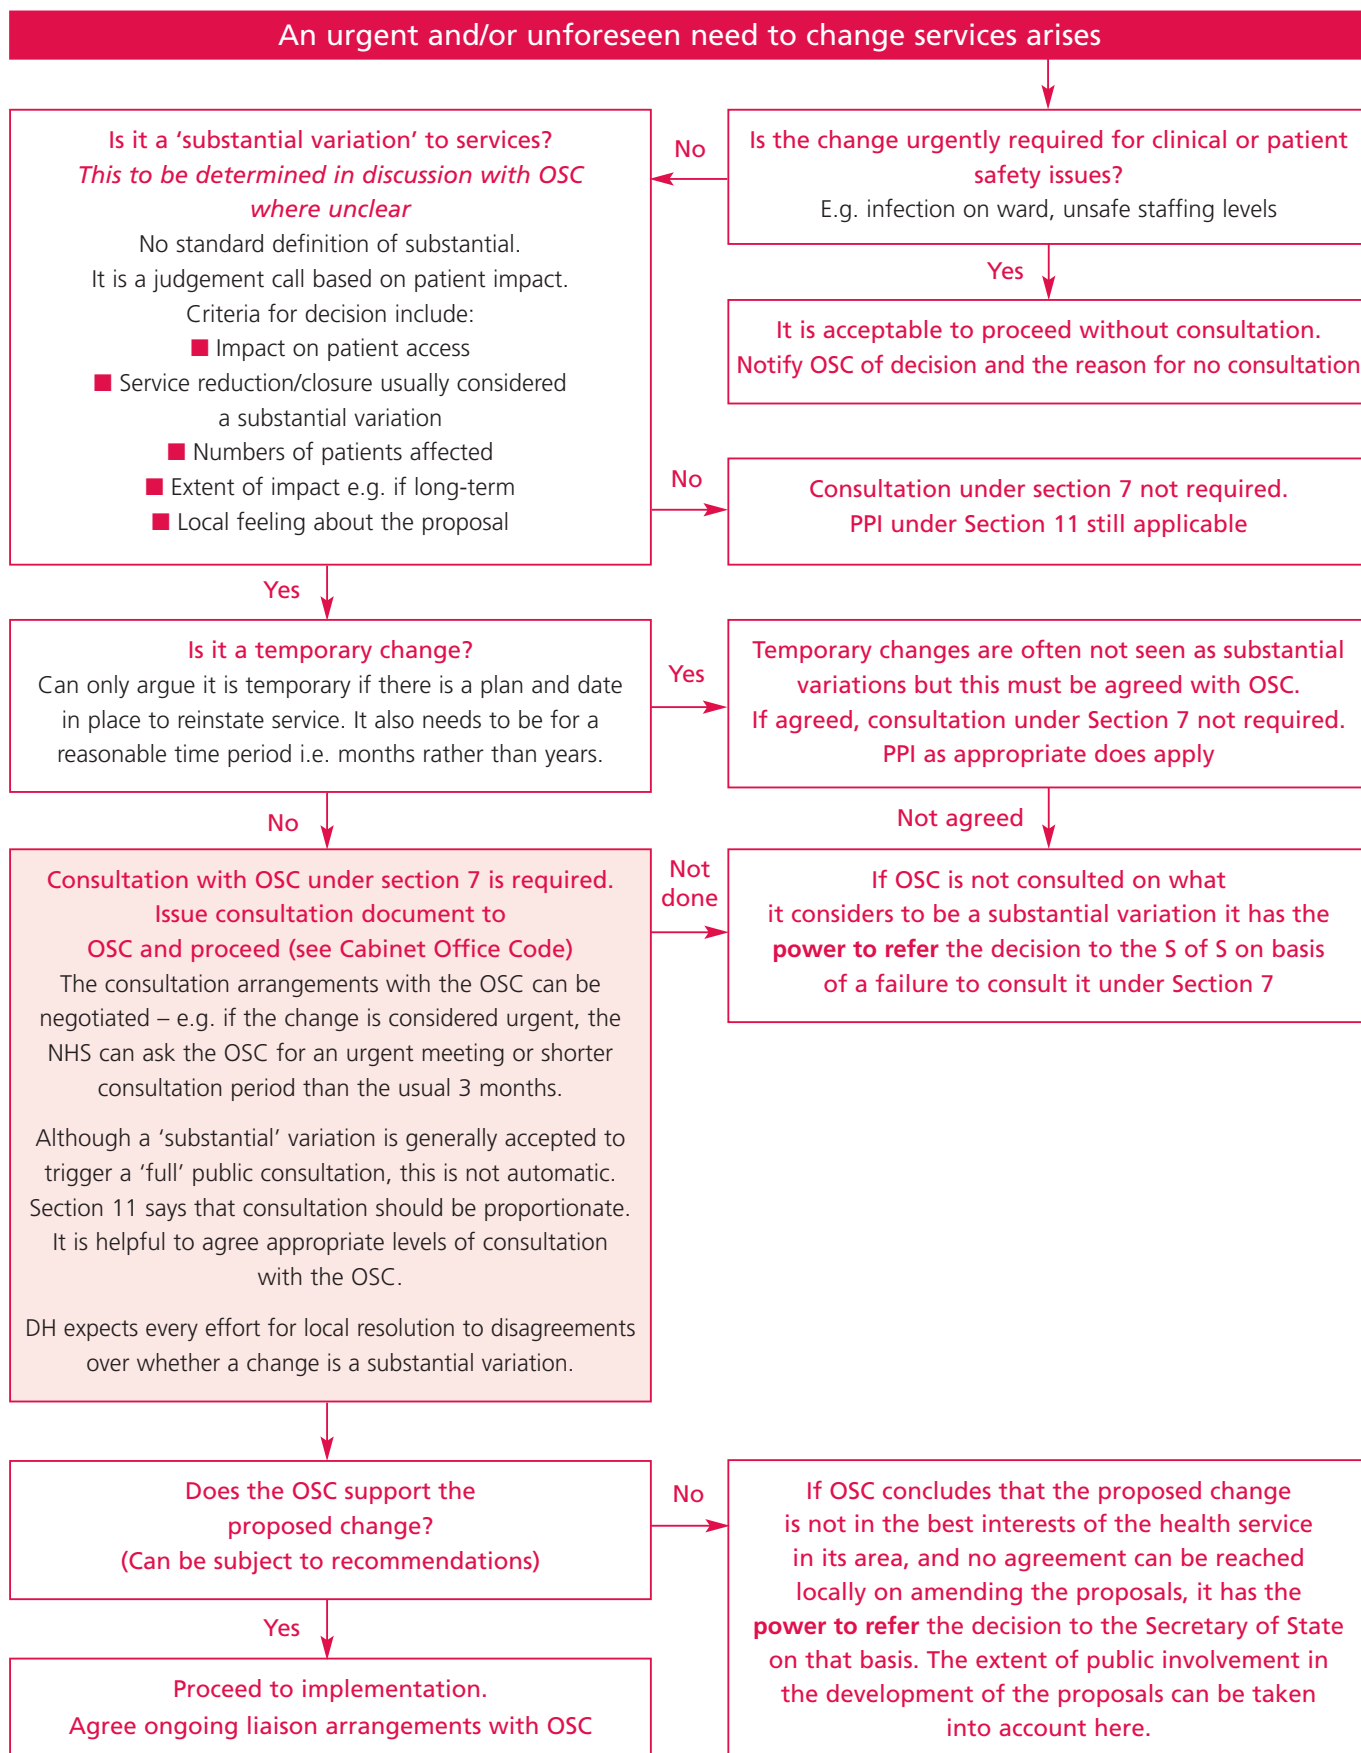 An urgent and/or unforeseen need to change services arises
Is the change urgently required for clinical or patient
safety issues?
E.g. infection on ward, unsafe staffing levels
No
Yes
It is acceptable to proceed without consultation.
Notify OSC of decision and the reason for no consultation
Is it a ‘substantial variation’ to services?
This to be determined in discussion with OSC
where unclear
No standard definition of substantial.
It is a judgement call based on patient impact.
Criteria for decision include:
■ Impact on patient access
■ Service reduction/closure usually considered
a substantial variation
■ Numbers of patients affected
■ Extent of impact e.g. if long-term
■ Local feeling about the proposal
No
Consultation under section 7 not required.
PPI under Section 11 still applicable
Yes
Is it a temporary change?
Can only argue it is temporary if there is a plan and date
in place to reinstate service. It also needs to be for a
reasonable time period i.e. months rather than years.
Yes
Temporary changes are often not seen as substantial
variations but this must be agreed with OSC.
If agreed, consultation under Section 7 not required.
PPI as appropriate does apply
No
Not agreed
Consultation with OSC under section 7 is required.
Issue consultation document to
OSC and proceed (see Cabinet Office Code)
The consultation arrangements with the OSC can be
negotiated – e.g. if the change is considered urgent, the
NHS can ask the OSC for an urgent meeting or shorter
consultation period than the usual 3 months.
Although a ‘substantial’ variation is generally accepted to
trigger a ‘full’ public consultation, this is not automatic.
Section 11 says that consultation should be proportionate.
It is helpful to agree appropriate levels of consultation
with the OSC.
DH expects every effort for local resolution to disagreements
over whether a change is a substantial variation.
Not
done
If OSC is not consulted on what
it considers to be a substantial variation it has the
power to refer the decision to the S of S on basis
of a failure to consult it under Section 7
Does the OSC support the
proposed change?
(Can be subject to recommendations)
No
If OSC concludes that the proposed change
is not in the best interests of the health service
in its area, and no agreement can be reached
locally on amending the proposals, it has the
power to refer the decision to the Secretary of State
on that basis. The extent of public involvement in
the development of the proposals can be taken
into account here.
Yes
Proceed to implementation.
Agree ongoing liaison arrangements with OSC